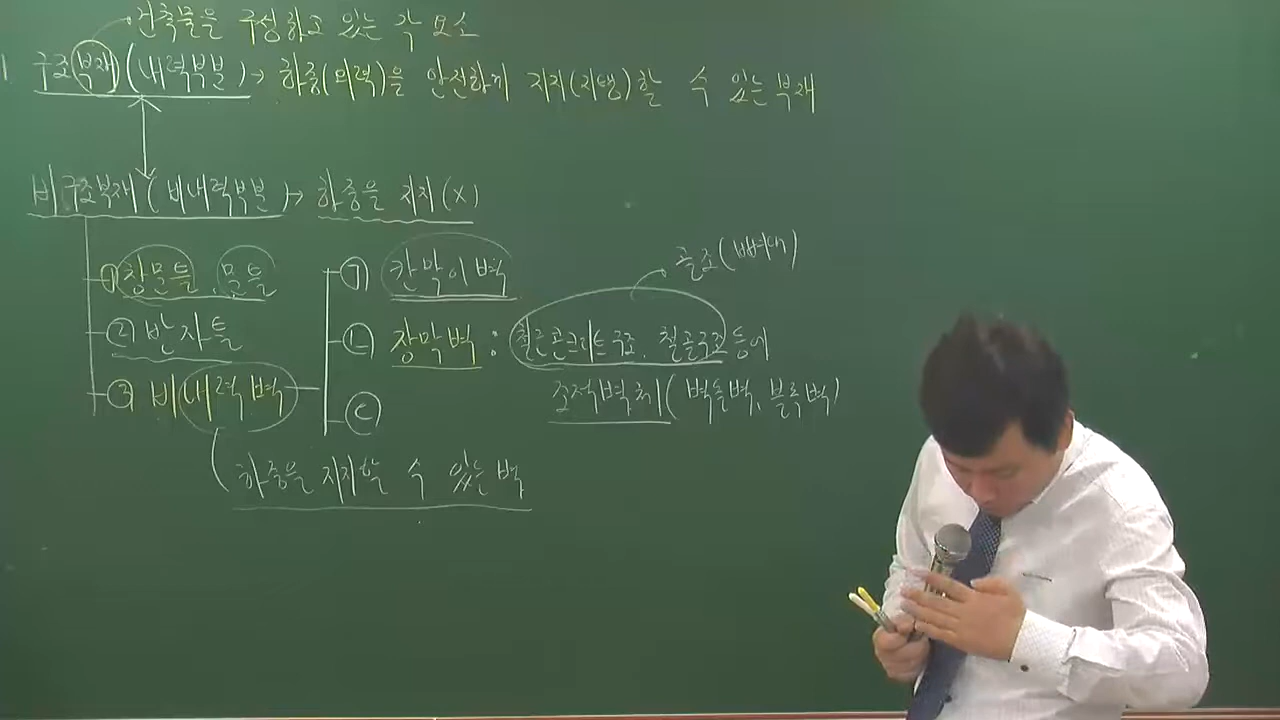 건축물을 구성하고 있는 각 요소
1 구조부재(내력부분) → 하중(외력)을 안전하게 지지(지탱)할 수 있는 부재
비구조부재(비내력부분) → 하중을 지지(X)
① 창문틀, 문틀
② 반자틀
③ 비내력벽
㉠ 칸막이벽
골조(뼈대)
㉡ 장막벽 : 철근콘크리트구조, 철골구조 등에
조적벽체(벽돌벽, 블록벽)
㉢
하중을 지지할 수 있는 벽